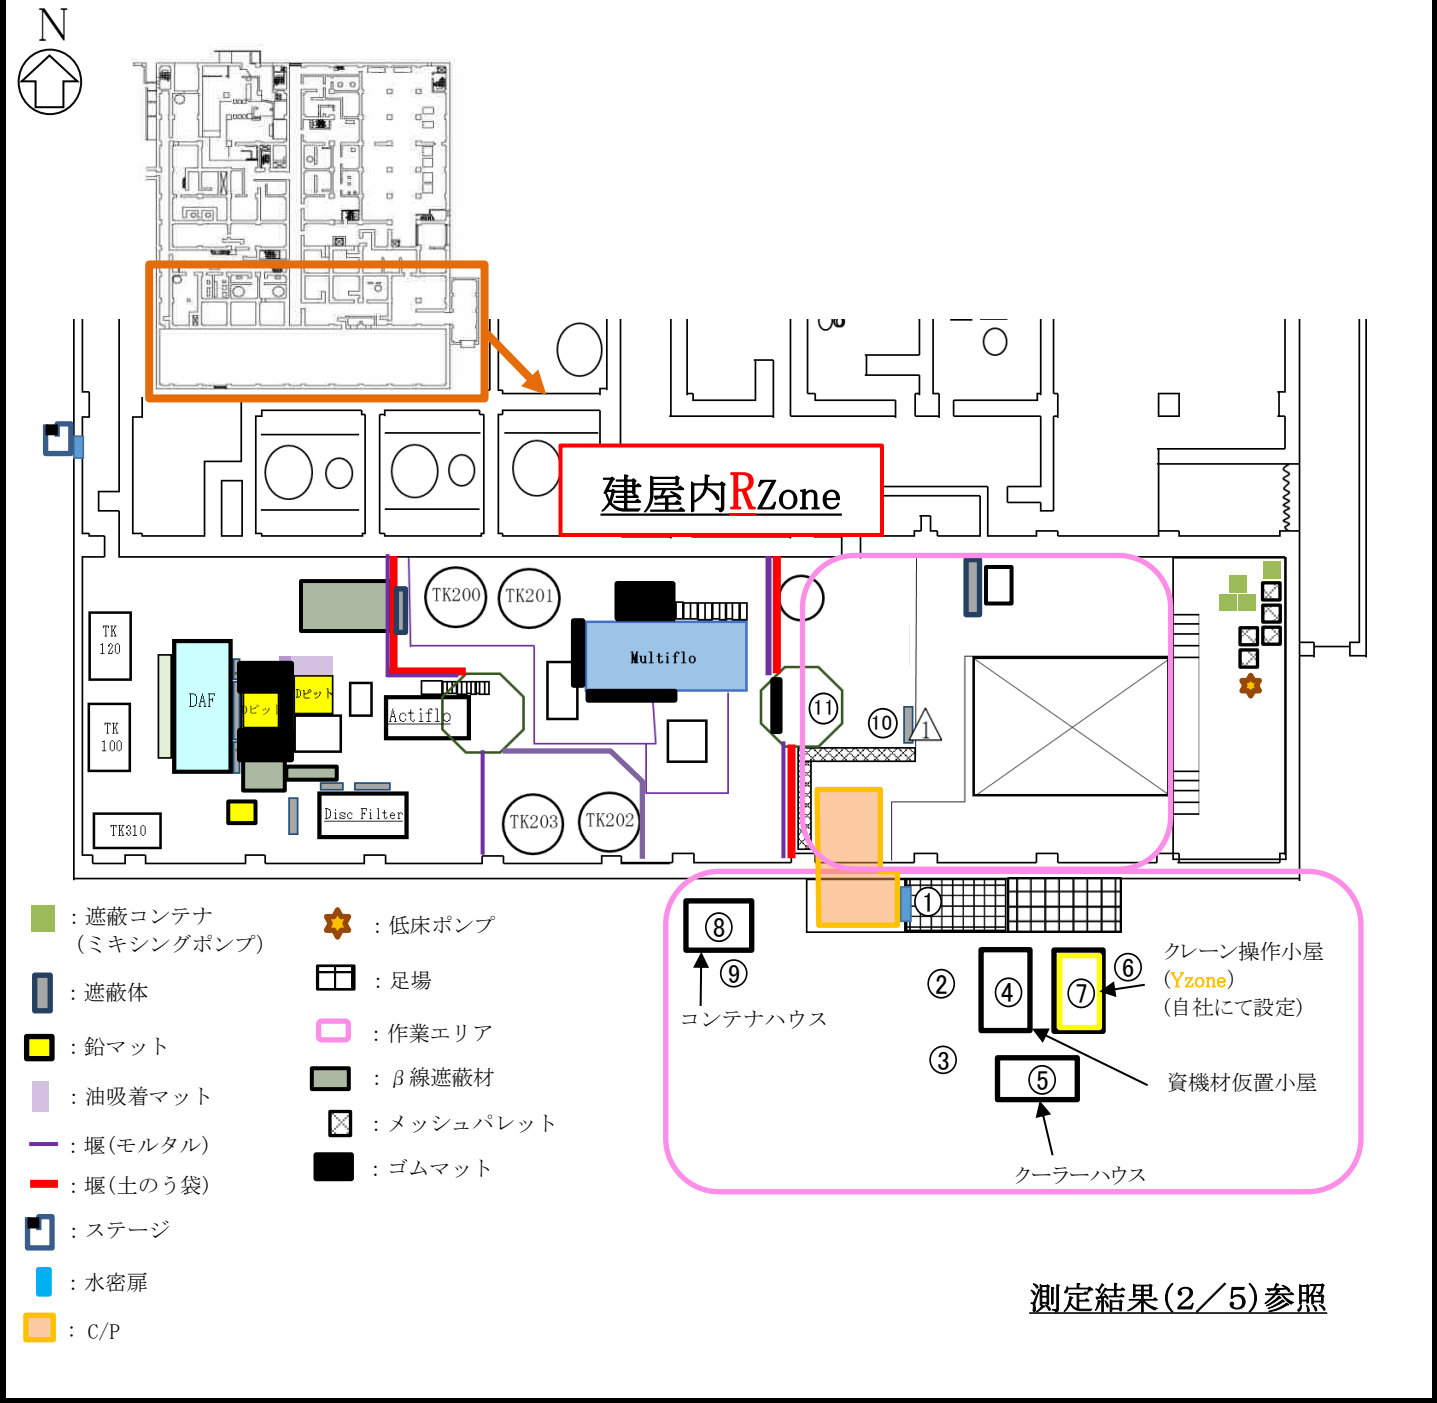 N
建屋内RZone
TK200
TK201
TK
120
Multiflo
DAF
Dピット
Dピット
Actiflo
TK
100
⑪
⑩
1
Disc Filter
TK310
TK203
TK202
①
⑧
⑨
コンテナハウス
②
④
⑦
⑥
クレーン操作小屋
(Yzone)
(自社にて設定)
③
⑤
資機材仮置小屋
クーラーハウス
:遮蔽コンテナ
(ミキシングポンプ)
:遮蔽体
:鉛マット
:油吸着マット
:堰(モルタル)
:堰(土のう袋)
:ステージ
:水密扉
: C/P
:低床ポンプ
:足場
:作業エリア
:β線遮蔽材
:メッシュパレット
:ゴムマット
測定結果(2/5)参照